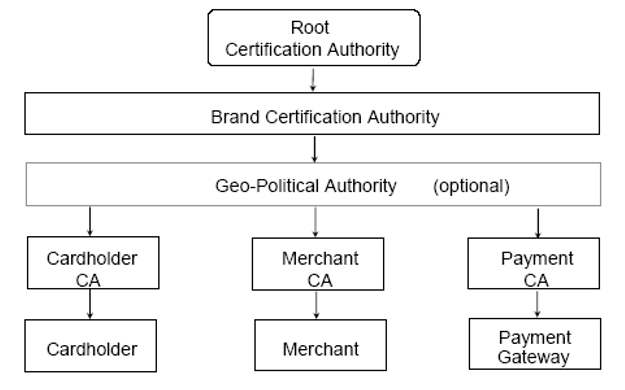 Root
Certification Authority
Brand Certification Authority
Geo-Political Authority (optional)
Cardholder
CA
Merchant
CA
Payment
CA
Cardholder
Merchant
Payment
Gateway